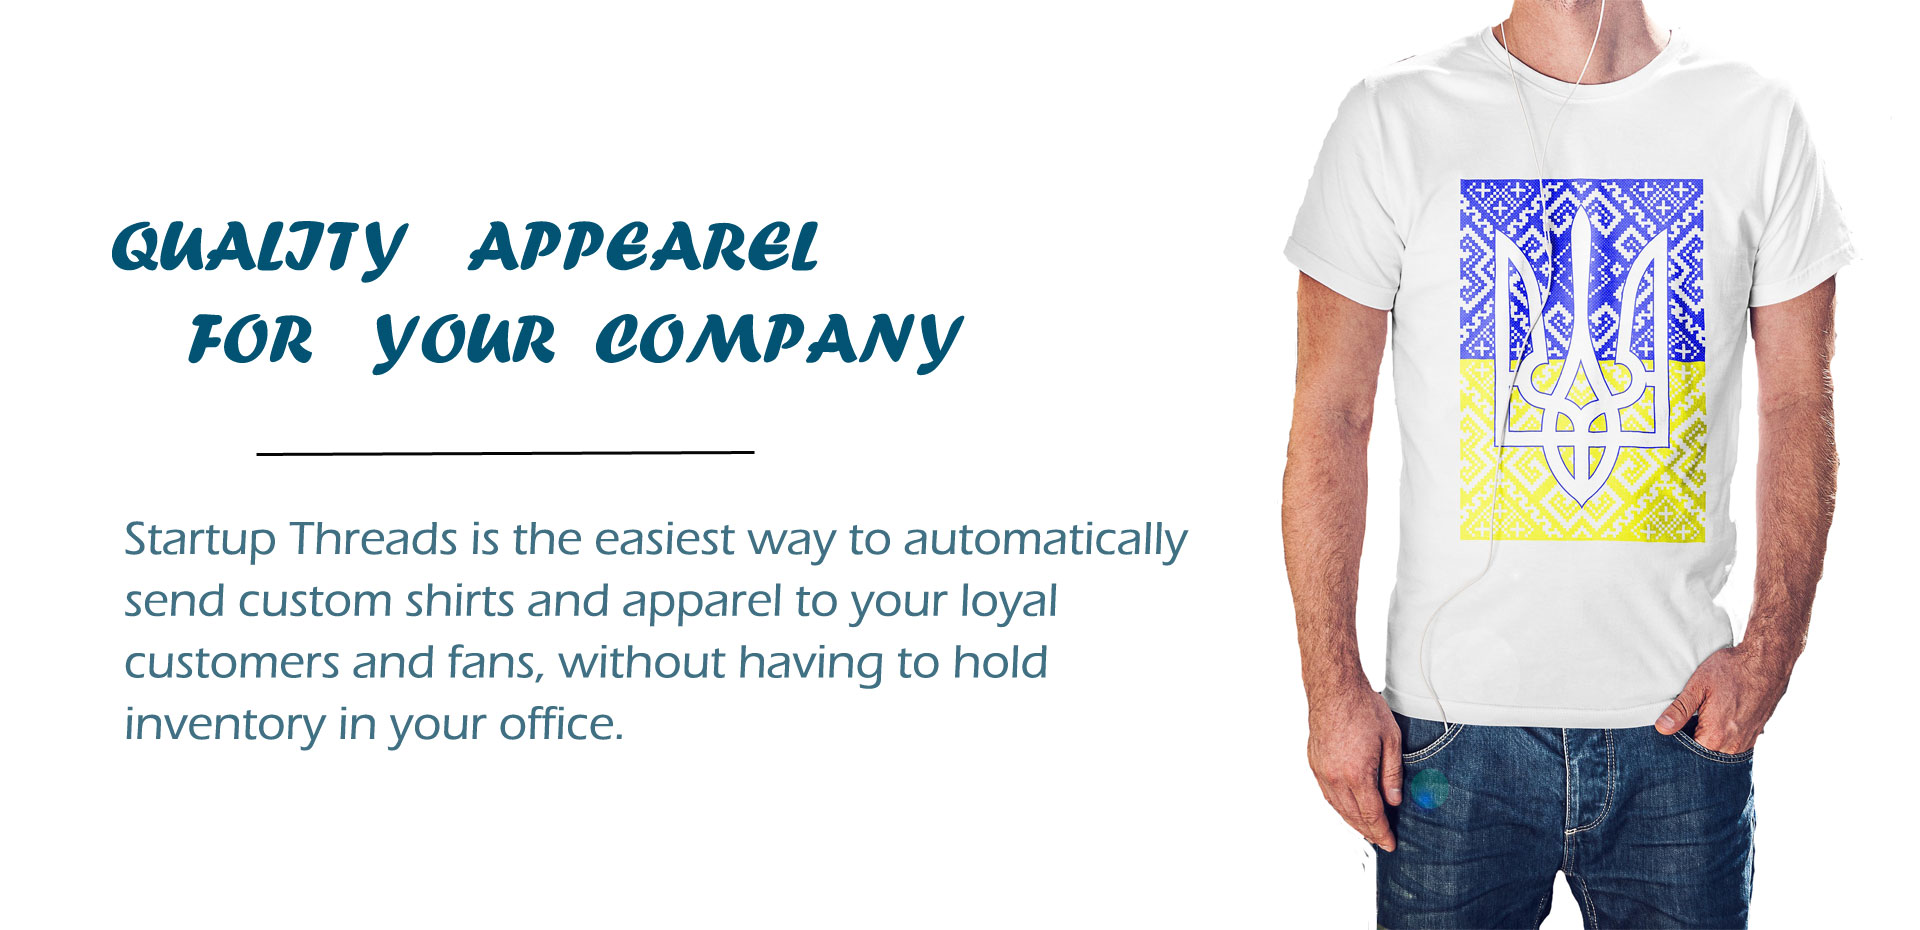 QUALITY APPEAREL
FOR YOUR COMPANY
Startup Threads is the easiest way to automatically
send custom shirts and apparel to your loyal
customers and fans, without having to hold
inventory in your office.